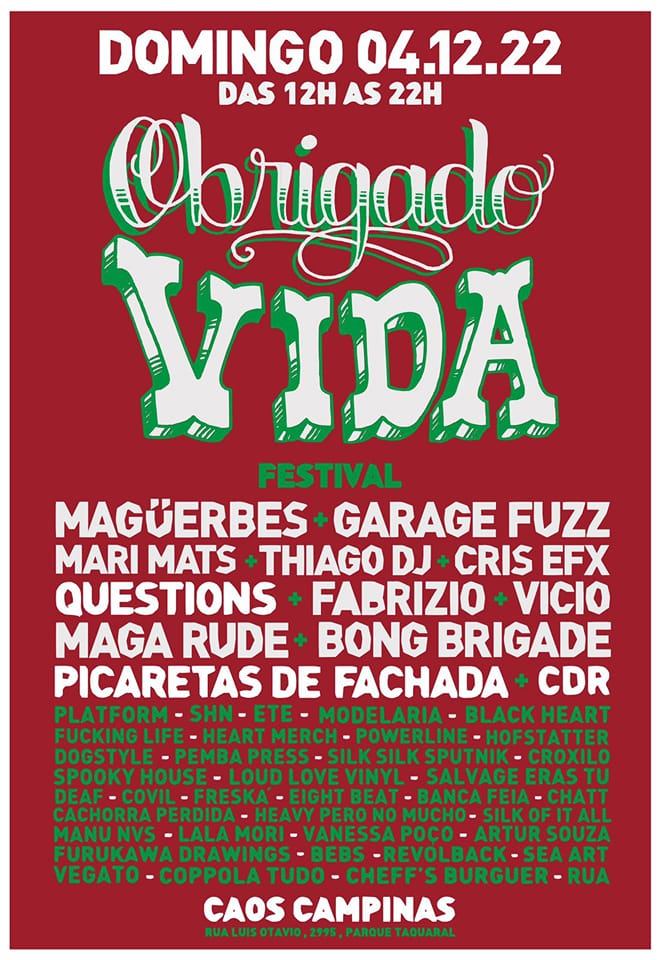 DOMINGO 04.12.22
DAS 12H AS 22H
Obrigado
VIDA
FESTIVAL
MAGÜERBES + GARAGE FUZZ
MARI MATS + THIAGO DJ + CRIS EFX
QUESTIONS + FABRIZIO + VICIO
MAGA RUDE + BONG BRIGADE
PICARETAS DE FACHADA + CDR
PLATFORM - SHN - ETE - MODELARIA - BLACK HEART
FUCKING LIFE - HEART MERCH - POWERLINE - HOFSTATTER
DOGSTYLE - PEMBA PRESS - SILK SILK SPUTNIK - CROXILO
SPOOKY HOUSE - LOUD LOVE VINYL - SALVAGE ERAS TU
DEAF - COVIL - FRESKA´ - EIGHT BEAT - BANCA FEIA - CHATT
CACHORRA PERDIDA - HEAVY PERO NO MUCHO - SILK OF IT ALL
MANU NVS - LALA MORI - VANESSA POÇO - ARTUR SOUZA
FURUKAWA DRAWINGS - BEBS -REVOLBACK - SEA ART
VEGATO - COPPOLA TUDO - CHEFF'S BURGUER - RUA
CAOS CAMPINAS
RUA LUIS OTAVIO , 2995 , PARQUE TAQUARAL